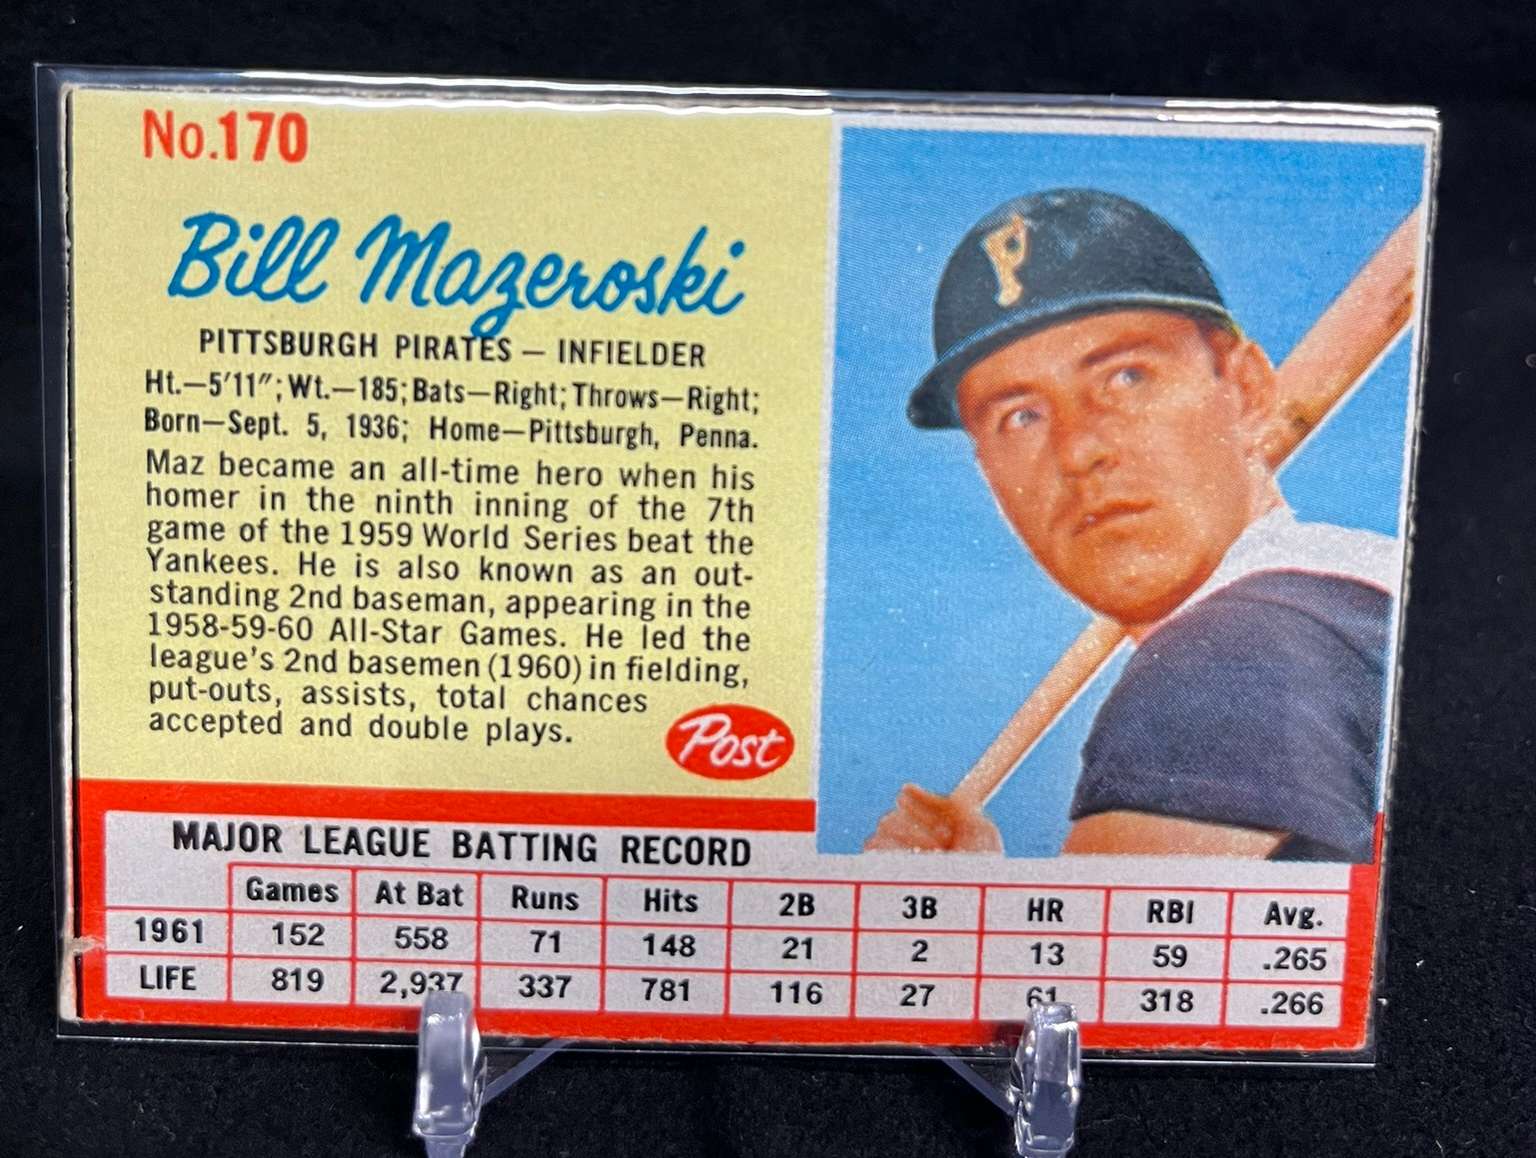 No.170
Bill Mazeroski
PITTSBURGH PIRATES — INFIELDER
Ht.—5'11"; Wt.—185; Bats—Right; Throws—Right;
Born—Sept. 5, 1936; Home—Pittsburgh, Penna.
Maz became an all-time hero when his
homer in the ninth inning of the 7th
game of the 1959 World Series beat the
Yankees. He is also known as an out-
standing 2nd baseman, appearing in the
1958-59-60 All-Star Games. He led the
league's 2nd basemen (1960) in fielding,
put-outs, assists, total chances
accepted and double plays.
Post
P
MAJOR LEAGUE BATTING RECORD
Games At Bat Runs Hits 2B 3B HR RBI Avg.
1961 152 558 71 148 21 2 13 59 .265
LIFE 819 2,937 337 781 116 27 61 318 .266